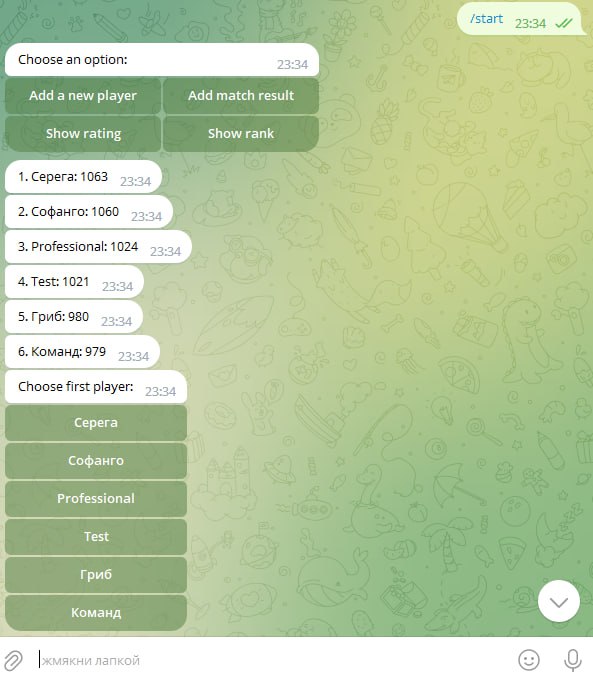 /start 23:34
Choose an option: 23:34
Add a new player Add match result
Show rating Show rank
1. Серега: 1063 23:34
2. Софанго: 1060 23:34
3. Professional: 1024 23:34
4. Test: 1021 23:34
5. Гриб: 980 23:34
6. Команд: 979 23:34
Choose first player: 23:34
Серега
Софанго
Professional
Test
Гриб
Команд
жмякни лапкой